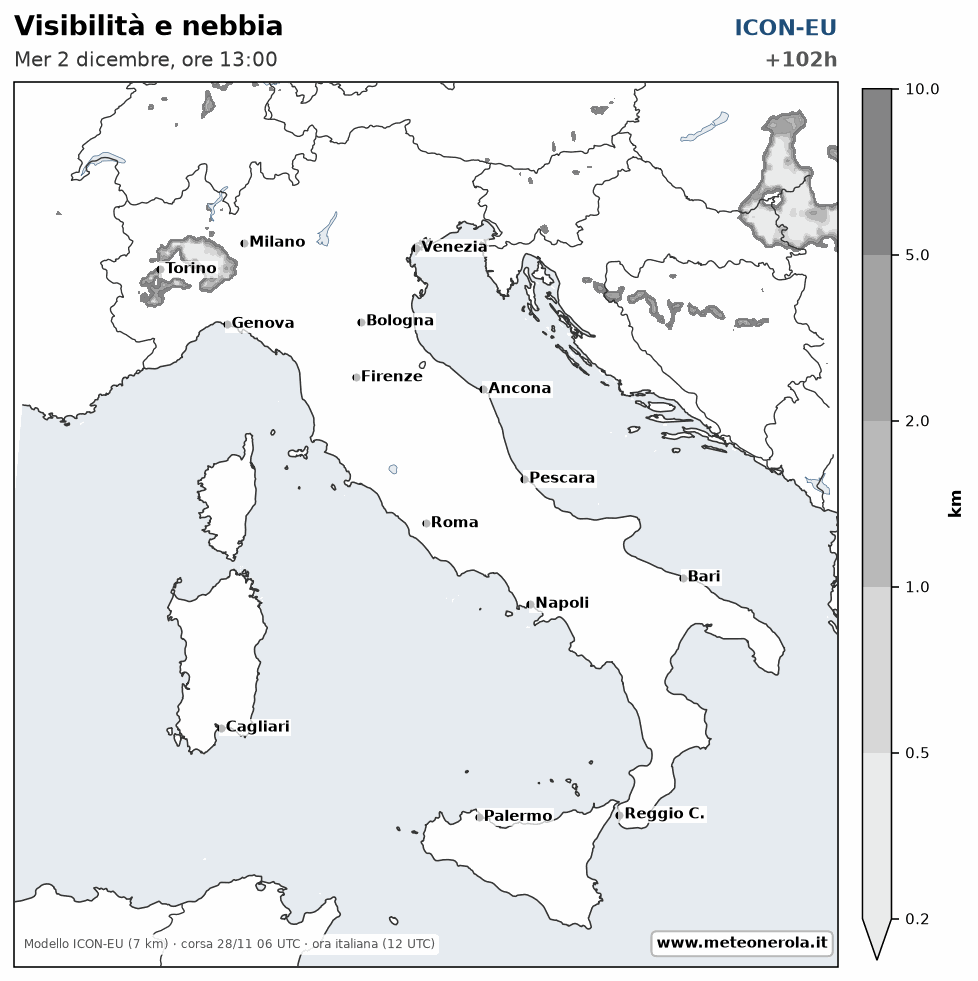 Visibilità e nebbia
ICON-EU
Mer 2 dicembre, ore 13:00
+102h
10.0
5.0
2.0
1.0
0.5
0.2
km
Milano
Venezia
Torino
Genova
Bologna
Firenze
Ancona
Pescara
Roma
Bari
Napoli
Cagliari
Palermo
Reggio C.
Modello ICON-EU (7 km) · corsa 28/11 06 UTC · ora italiana (12 UTC)
www.meteonerola.it